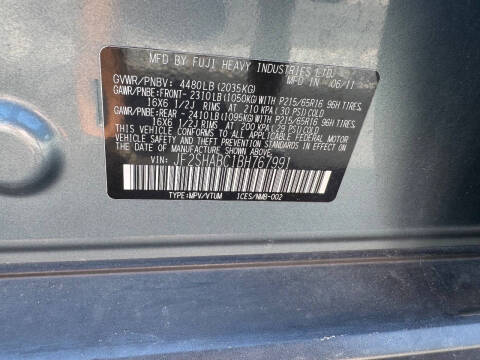 MFD BY FUJI HEAVY INDUSTRIES LTD.
GVWR/PNBV: 4480LB (2035KG) IN 06/11
GAWR/PNBE:FRONT- 2310LB(1050KG)WITH P215/65R16 96H TIRES,
16X6 1/2J RIMS AT 210 KPA(30 PSI)COLD
GAWR/PNBE:REAR- 2410LB(1095KG)WITH P215/65R16 96H TIRES,
16X6 1/2J RIMS AT 200 KPA(29 PSI)COLD
THIS VEHICLE CONFORMS TO ALL APPLICABLE FEDERAL MOTOR
VEHICLE SAFETY AND THEFT PREVENTION STANDARDS IN EFFECT ON
THE DATE OF MANUFACTURE SHOWN ABOVE
VIN: JF2SHABC1BH767991
TYPE:MPV/VTUM 1CES/NMB-002